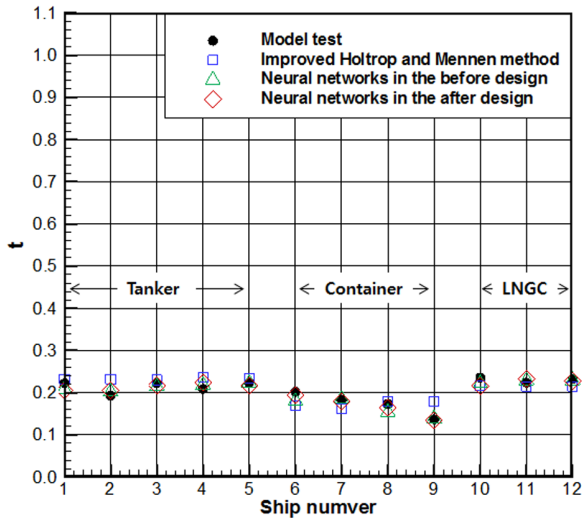 1.1
Model test
Improved Holtrop and Mennen method
1.0
Neural networks in the before design
0.9
Neural networks in the after design
0.8
0.7
0.6
t
0.5
Tanker Container LNGC
0.4
0.3
0.2
0.1
0.0
1 2 3 4 5 6 7 8 9 10 11 12
Ship numver